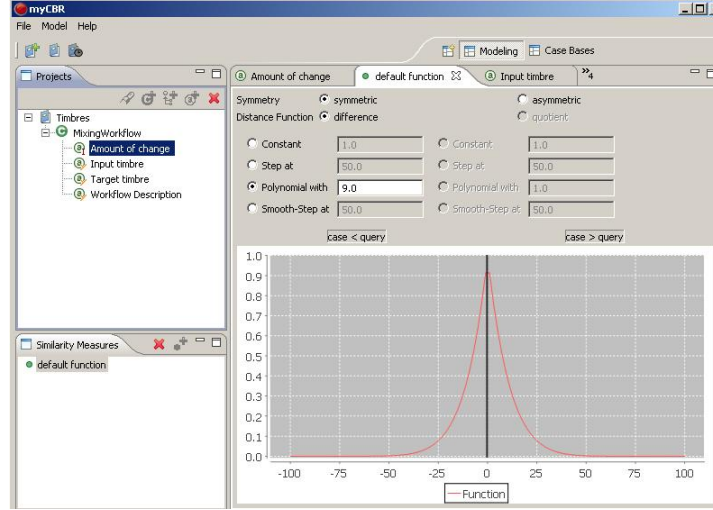 myCBR
File Model Help
Modeling Case Bases
Projects
Timbres
MixingWorkflow
Amount of change
Input timbre
Target timbre
Workflow Description
Similarity Measures
default function
Amount of change default function Input timbre »4
Symmetry symmetric asymmetric
Distance Function difference quotient
Constant 1.0 Constant 1.0
Step at 50.0 Step at 50.0
Polynomial with 9.0 Polynomial with 1.0
Smooth-Step at 50.0 Smooth-Step at 50.0
case < query case > query
1.0
0.9
0.8
0.7
0.6
0.5
0.4
0.3
0.2
0.1
0.0
-100 -75 -50 -25 0 25 50 75 100
Function